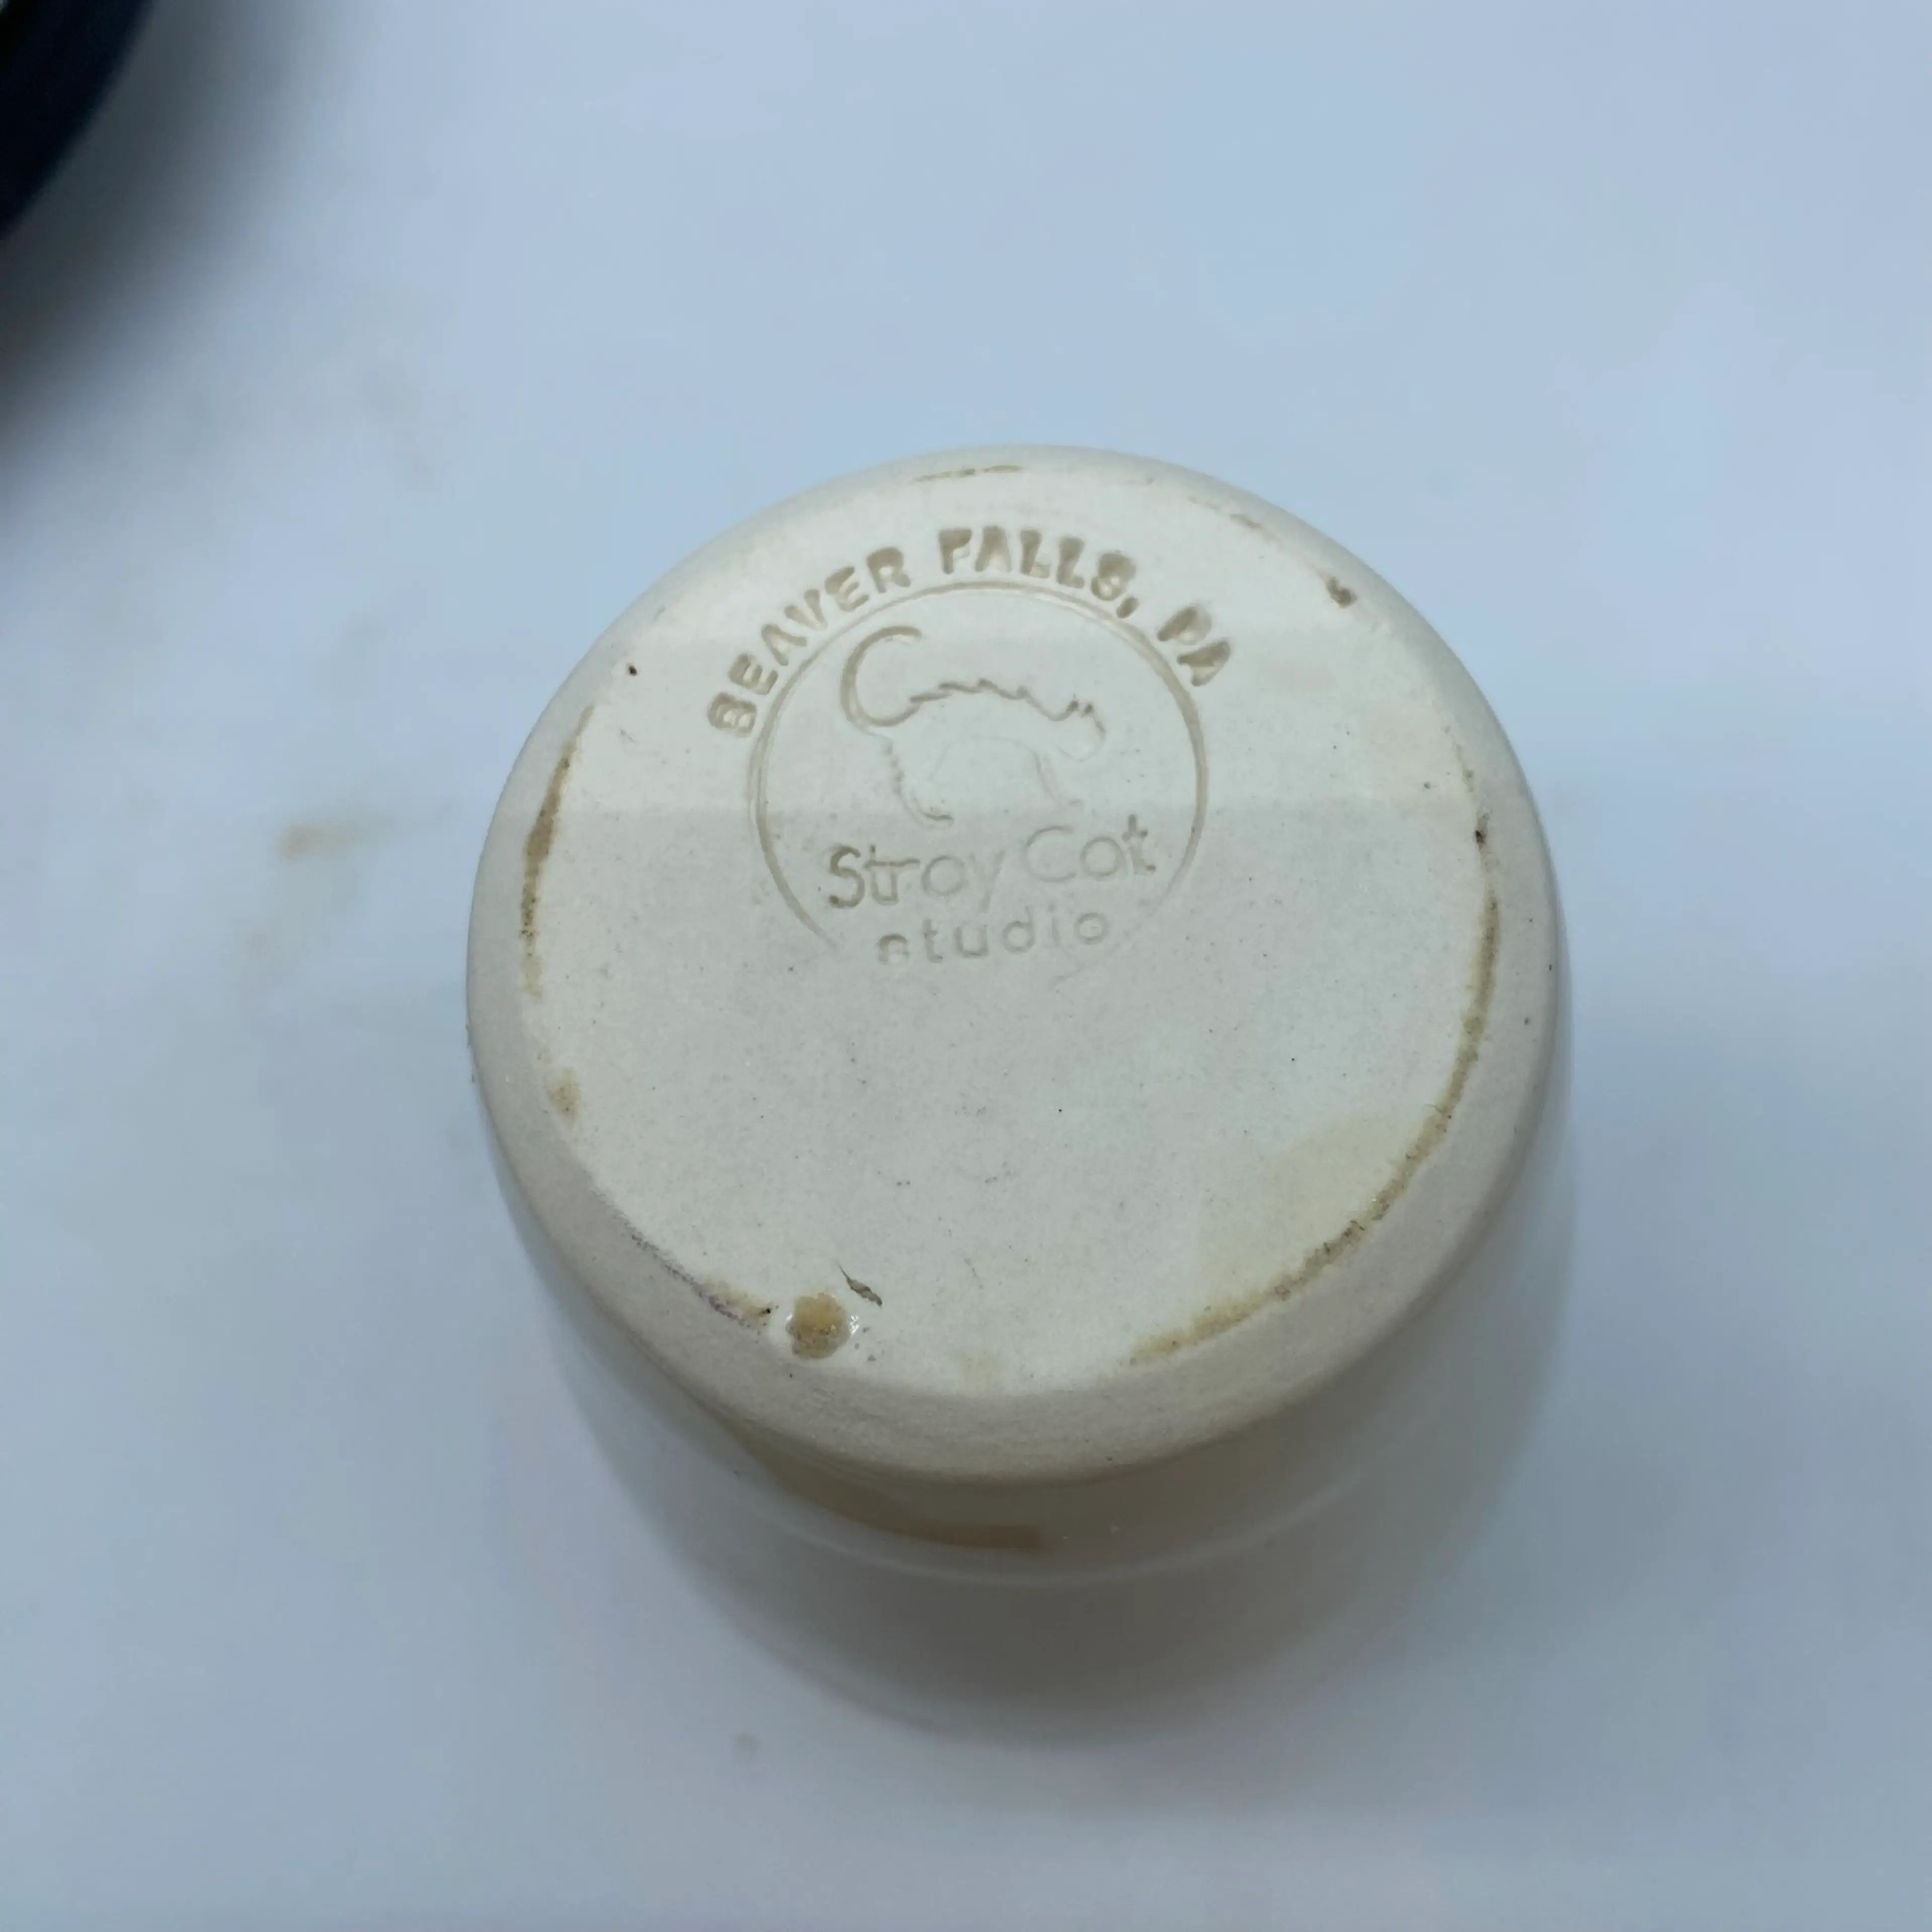 BEAVER FALLS, PA
Stray Cat
studio